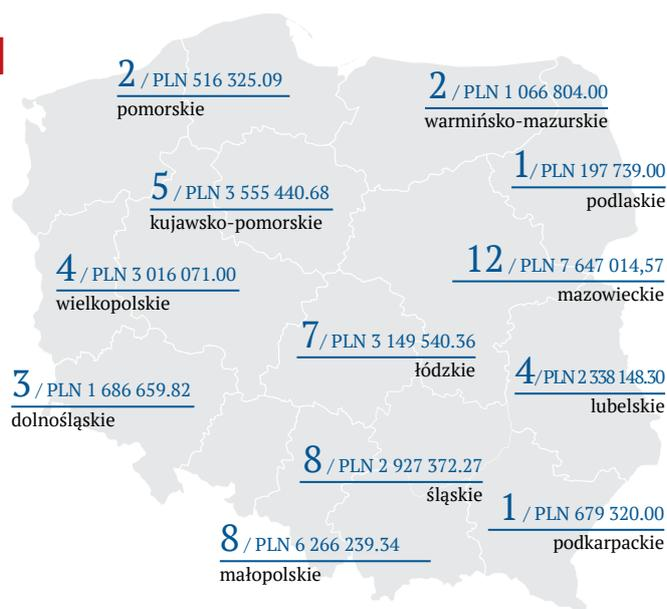 2 / PLN 516 325.09
pomorskie
2 / PLN 1 066 804.00
warmińsko-mazurskie
1/ PLN 197 739.00
podlaskie
5 / PLN 3 555 440.68
kujawsko-pomorskie
12 / PLN 7 647 014,57
mazowieckie
4 / PLN 3 016 071.00
wielkopolskie
7/ PLN 3 149 540.36
łódzkie
4/PLN 2 338 148.30
lubelskie
3 / PLN 1 686 659.82
dolnośląskie
8 / PLN 2 927 372.27
śląskie
1 / PLN 679 320.00
podkarpackie
8 / PLN 6 266 239.34
małopolskie